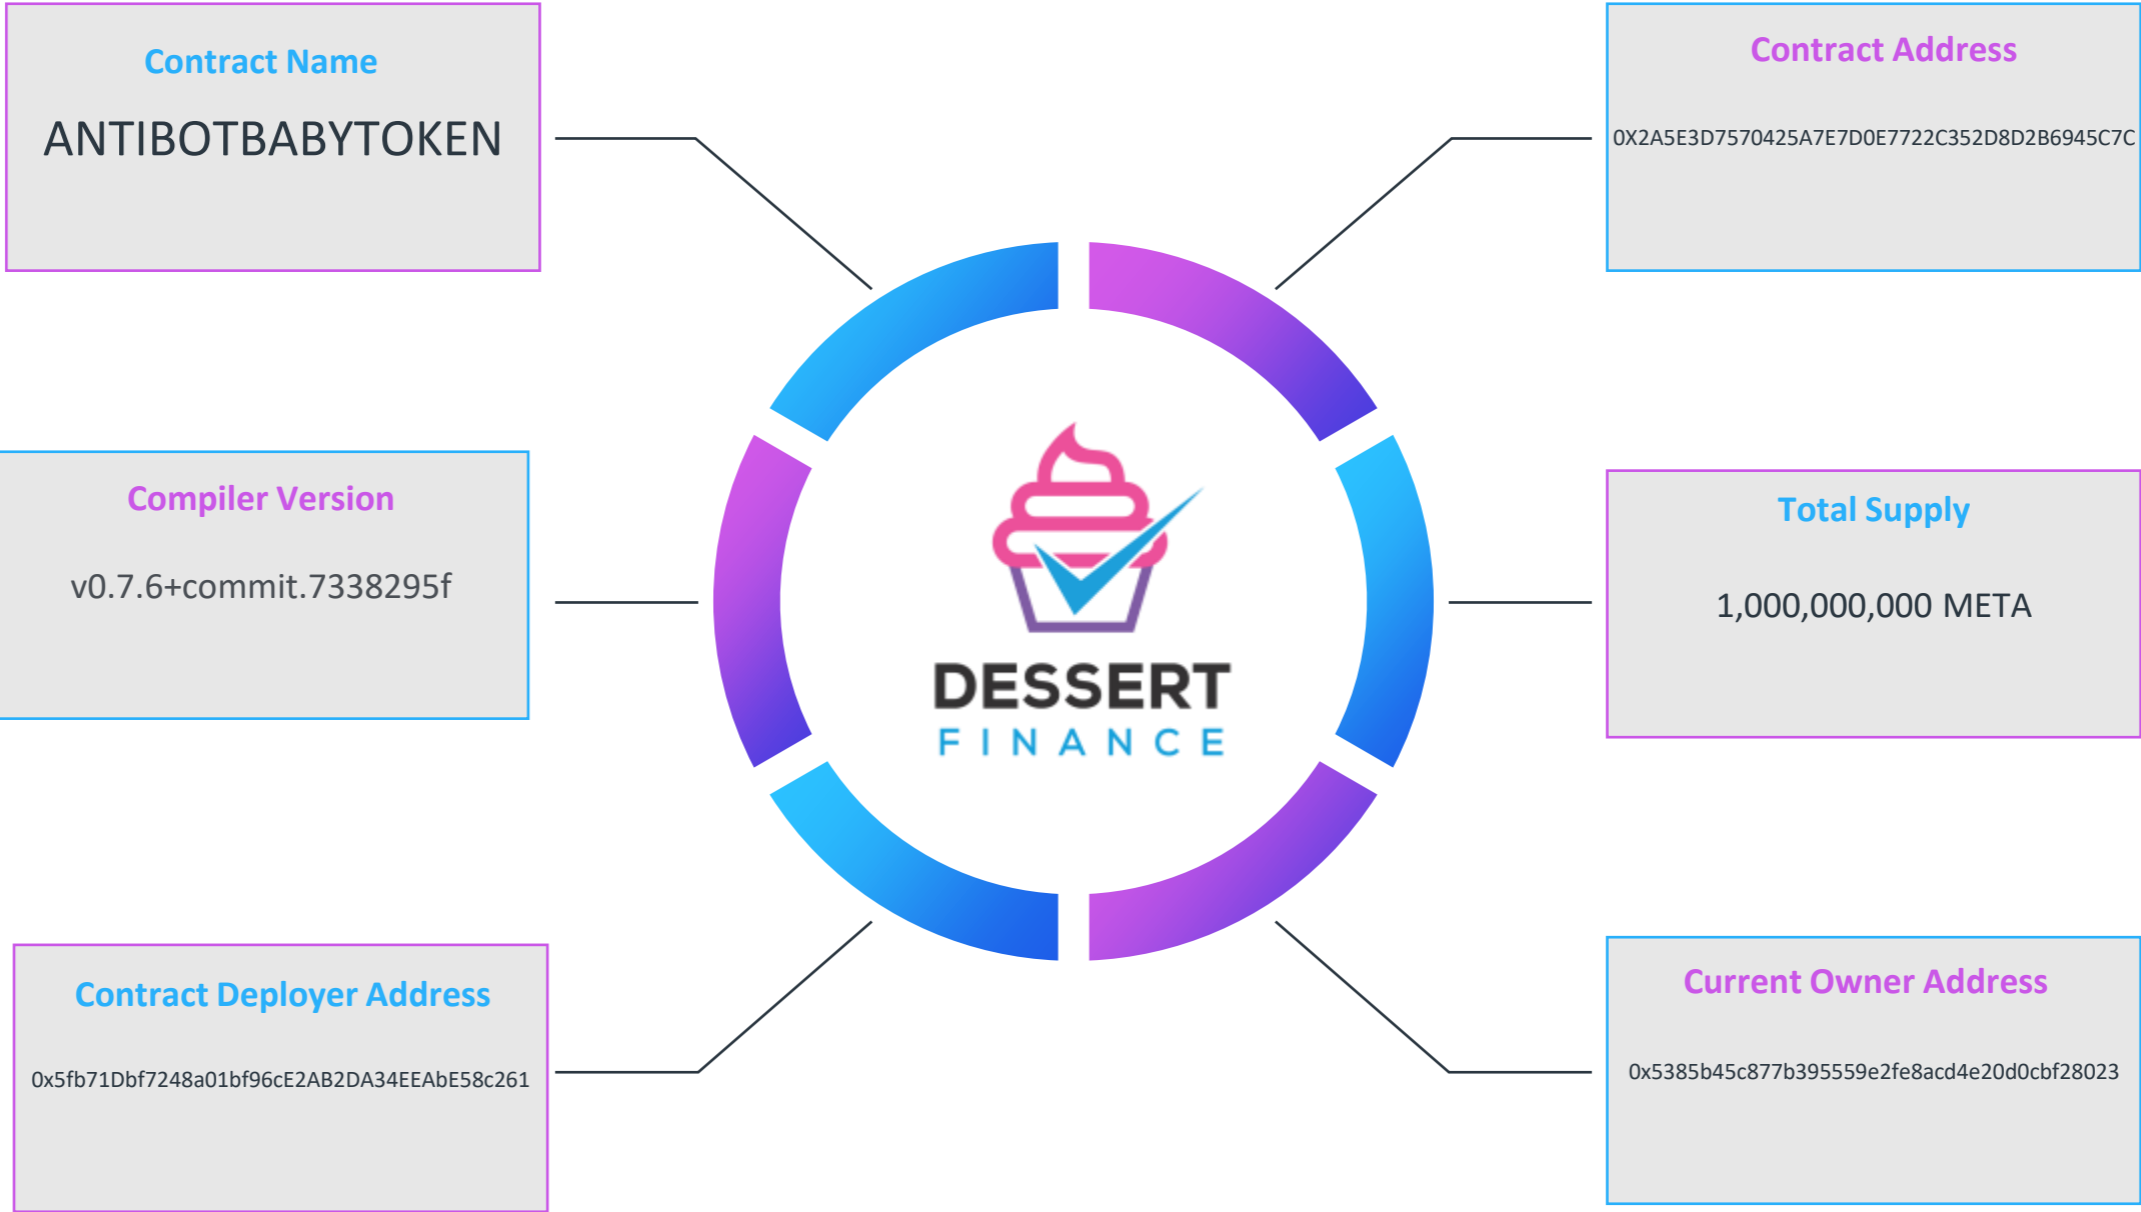 Contract Name
ANTIBOTBABYTOKEN
Contract Address
0X2A5E3D7570425A7E7D0E7722C352D8D2B6945C7C
Compiler Version
v0.7.6+commit.7338295f
DESSERT
FINANCE
Total Supply
1,000,000,000 META
Contract Deployer Address
0x5fb71Dbf7248a01bf96cE2AB2DA34EEAbE58c261
Current Owner Address
0x5385b45c877b395559e2fe8acd4e20d0cbf28023